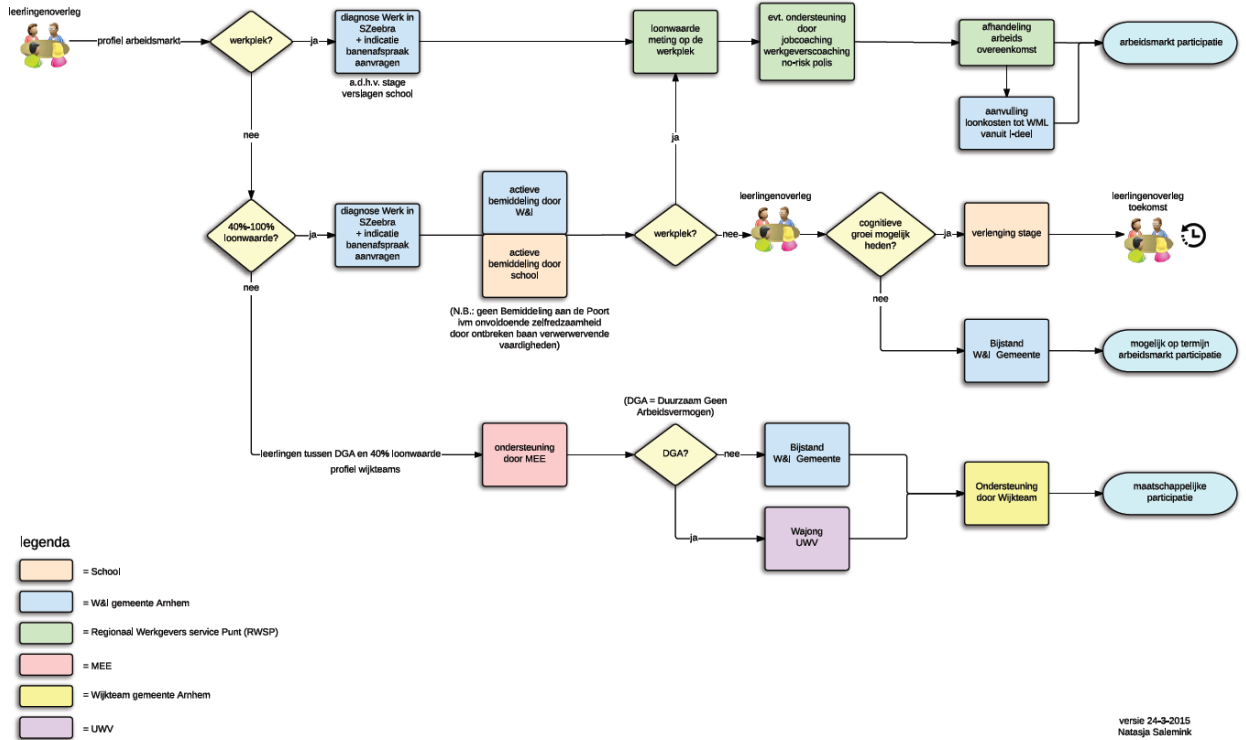 leerlingenoverleg
profiel arbeidsmarkt
werkplek?
ja
diagnose Werk in
SZeebra
+ indicatie
banenafspraak
aanvragen
a.d.h.v. stage
verslagen school
loonwaarde
meting op de
werkplek
evt. ondersteuning
door
jobcoaching
werkgeverscoaching
no-risk polis
afhandeling
arbeids
overeenkomst
arbeidsmarkt participatie
aanvulling
loonkosten tot WML
vanuit I-deel
nee
ja
40%-100%
loonwaarde?
ja
diagnose Werk in
SZeebra
+ indicatie
banenafspraak
aanvragen
actieve
bemiddeling door
W&I
actieve
bemiddeling door
school
(N.B.: geen Bemiddeling aan de Poort
ivm onvoldoende zelfredzaamheid
door ontbreken baan verwerwervende
vaardigheden)
werkplek?
nee
leerlingenoverleg
cognitieve
groei mogelijk
heden?
ja
verlenging stage
leerlingenoverleg
toekomst
nee
nee
Bijstand
W&I Gemeente
mogelijk op termijn
arbeidsmarkt participatie
leerlingen tussen DGA en 40% loonwaarde
profiel wijkteams
ondersteuning
door MEE
(DGA = Duurzaam Geen
Arbeidsvermogen)
DGA?
nee
Bijstand
W&I Gemeente
ja
Wajong
UWV
Ondersteuning
door Wijkteam
maatschappelijke
participatie
legenda
= School
= W&I gemeente Arnhem
= Regionaal Werkgevers service Punt (RWSP)
= MEE
= Wijkteam gemeente Arnhem
= UWV
versie 24-3-2015
Natasja Salemink